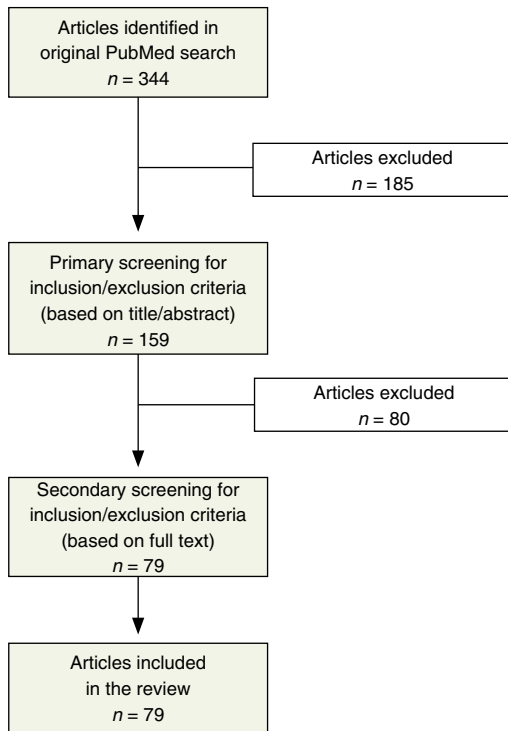 Articles identified in
original PubMed search
n = 344
Articles excluded
n = 185
Primary screening for
inclusion/exclusion criteria
(based on title/abstract)
n = 159
Articles excluded
n = 80
Secondary screening for
inclusion/exclusion criteria
(based on full text)
n = 79
Articles included
in the review
n = 79